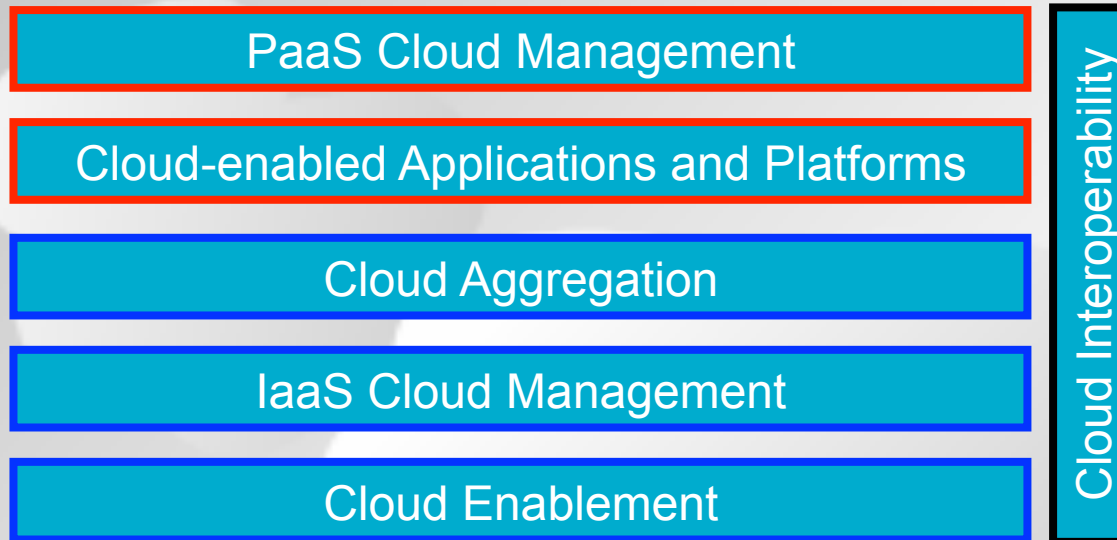 PaaS Cloud Management
Cloud-enabled Applications and Platforms
Cloud Aggregation
IaaS Cloud Management
Cloud Enablement
Cloud Interoperability